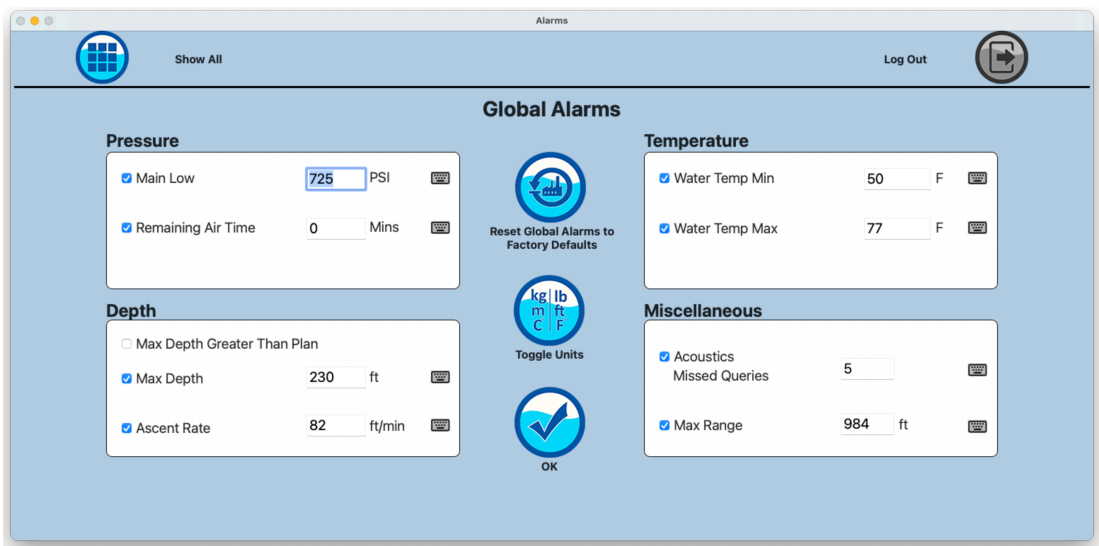 Alarms
Show All
Log Out
Global Alarms
Pressure
Main Low 725 PSI
Remaining Air Time 0 Mins
Depth
Max Depth Greater Than Plan
Max Depth 230 ft
Ascent Rate 82 ft/min
Reset Global Alarms to
Factory Defaults
kg lb
m ft
C F
Toggle Units
OK
Temperature
Water Temp Min 50 F
Water Temp Max 77 F
Miscellaneous
Acoustics
Missed Queries 5
Max Range 984 ft